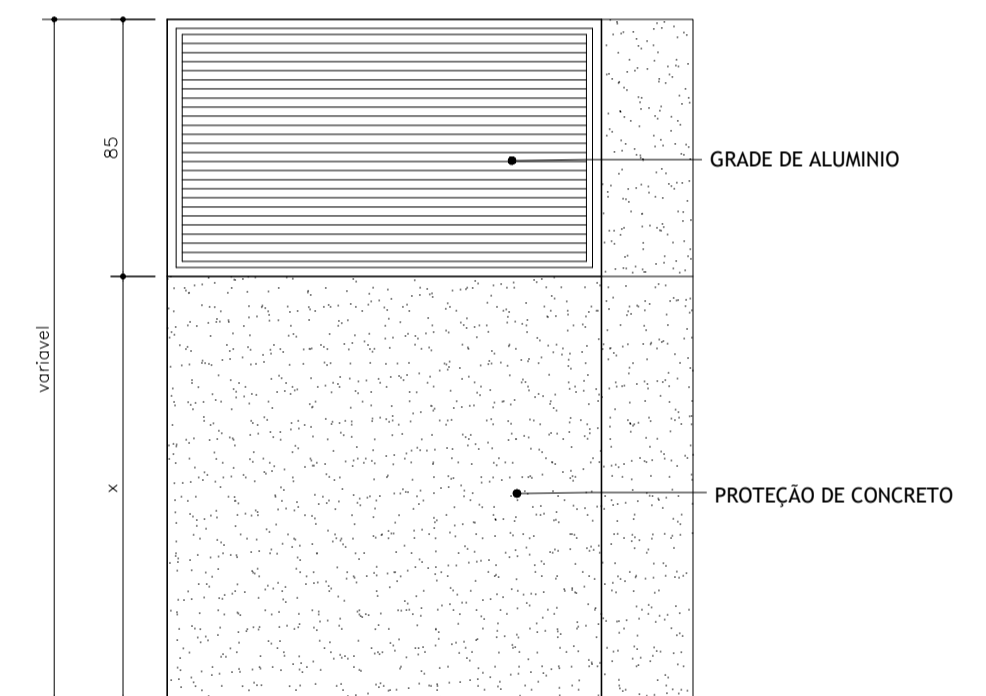 85
GRADE DE ALUMINIO
variavel
x
PROTEÇÃO DE CONCRETO